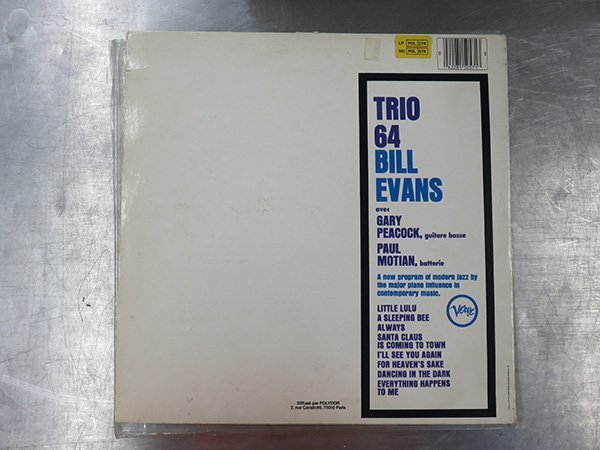 LP POL 274
MC POL 574
TRIO
64
BILL
EVANS
avec
GARY
PEACOCK, guitare basse
PAUL
MOTIAN, batterie
A new program of modern jazz by
the major piano influence in
contemporary music.
Verve
LITTLE LULU
A SLEEPING BEE
ALWAYS
SANTA CLAUS
IS COMING TO TOWN
I'LL SEE YOU AGAIN
FOR HEAVEN'S SAKE
DANCING IN THE DARK
EVERYTHING HAPPENS
TO ME
Diffusé par POLYDOR
2, rue Cavallotti, 75018 Paris